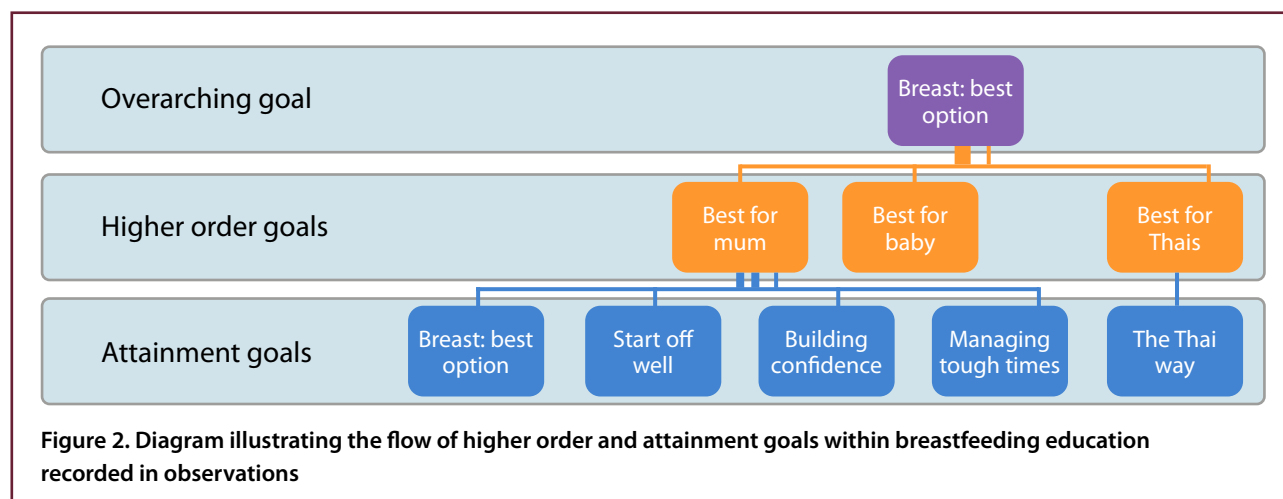 Overarching goal
Breast: best
option
Higher order goals
Best for
mum
Best for
baby
Best for
Thais
Attainment goals
Breast: best
option
Start off
well
Building
confidence
Managing
tough times
The Thai
way
Figure 2. Diagram illustrating the flow of higher order and attainment goals within breastfeeding education
recorded in observations